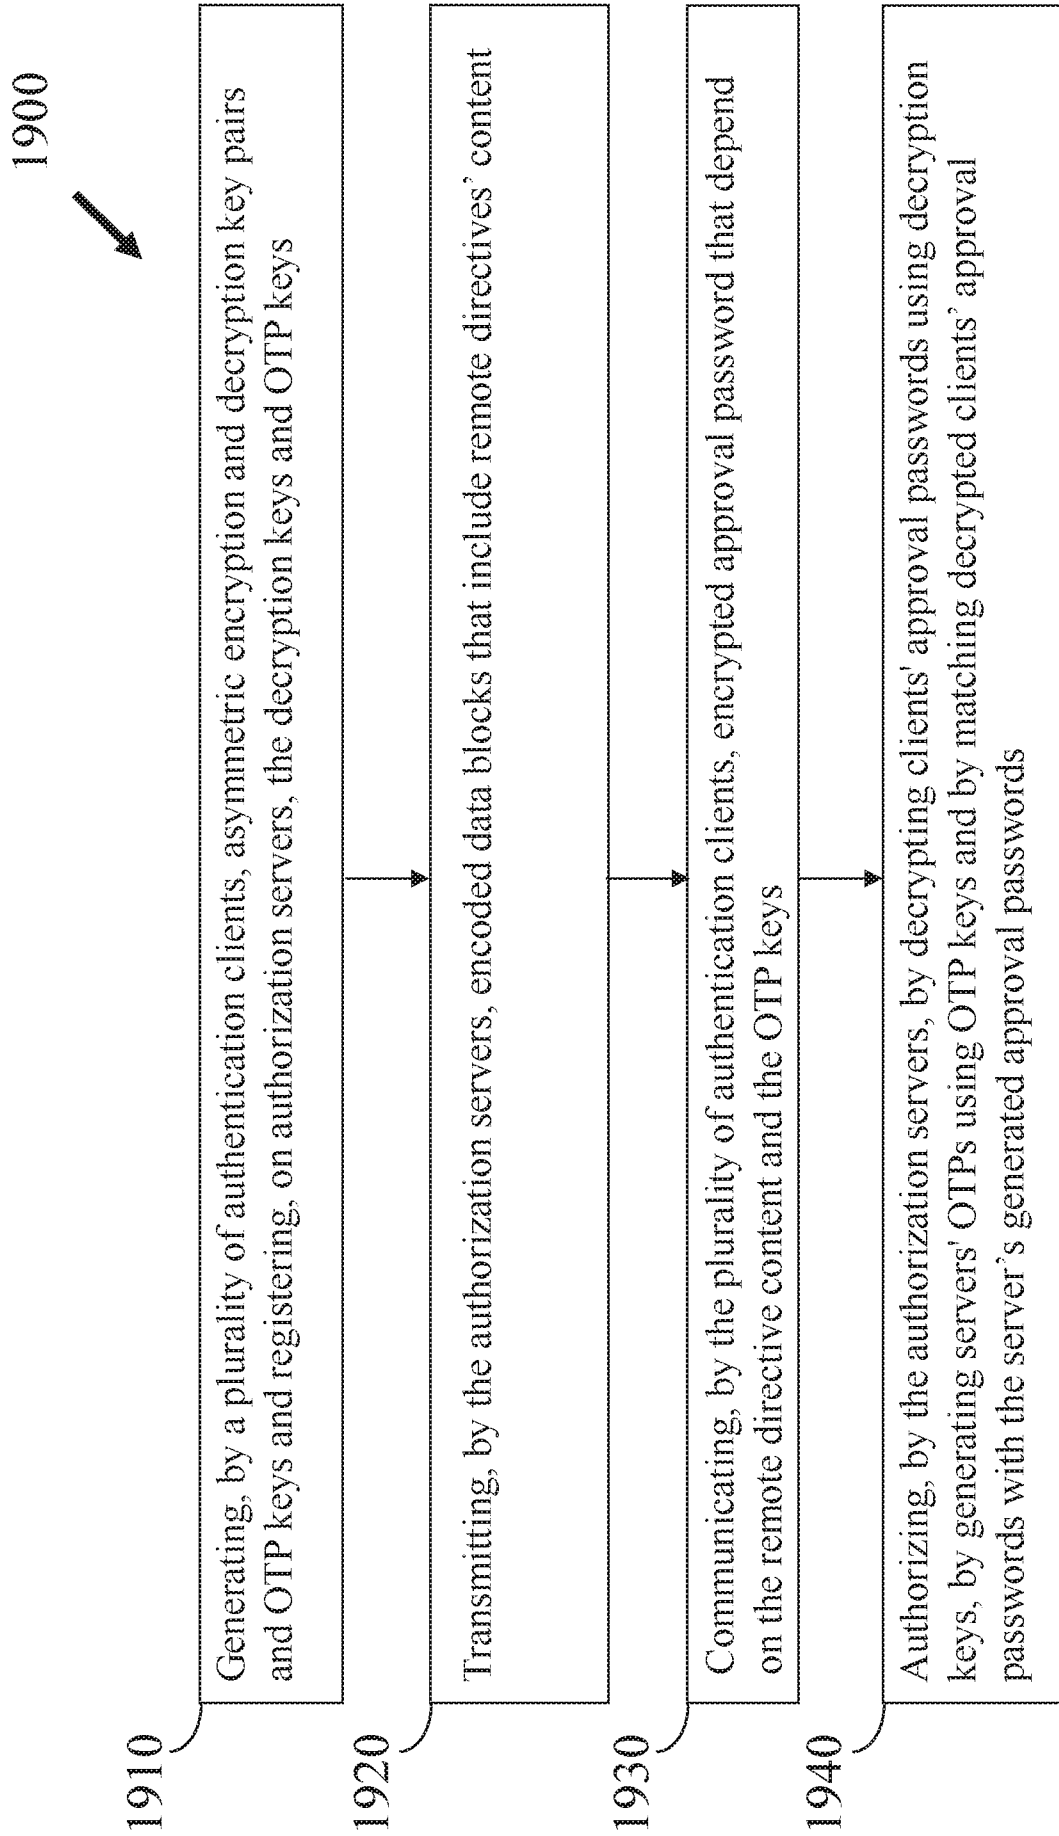 1900
1910
Generating, by a plurality of authentication clients, asymmetric encryption and decryption key pairs
and OTP keys and registering, on authorization servers, the decryption keys and OTP keys
1920
Transmitting, by the authorization servers, encoded data blocks that include remote directives’ content
1930
Communicating, by the plurality of authentication clients, encrypted approval password that depend
on the remote directive content and the OTP keys
1940
Authorizing, by the authorization servers, by decrypting clients' approval passwords using decryption
keys, by generating servers' OTPs using OTP keys and by matching decrypted clients’ approval
passwords with the server’s generated approval passwords